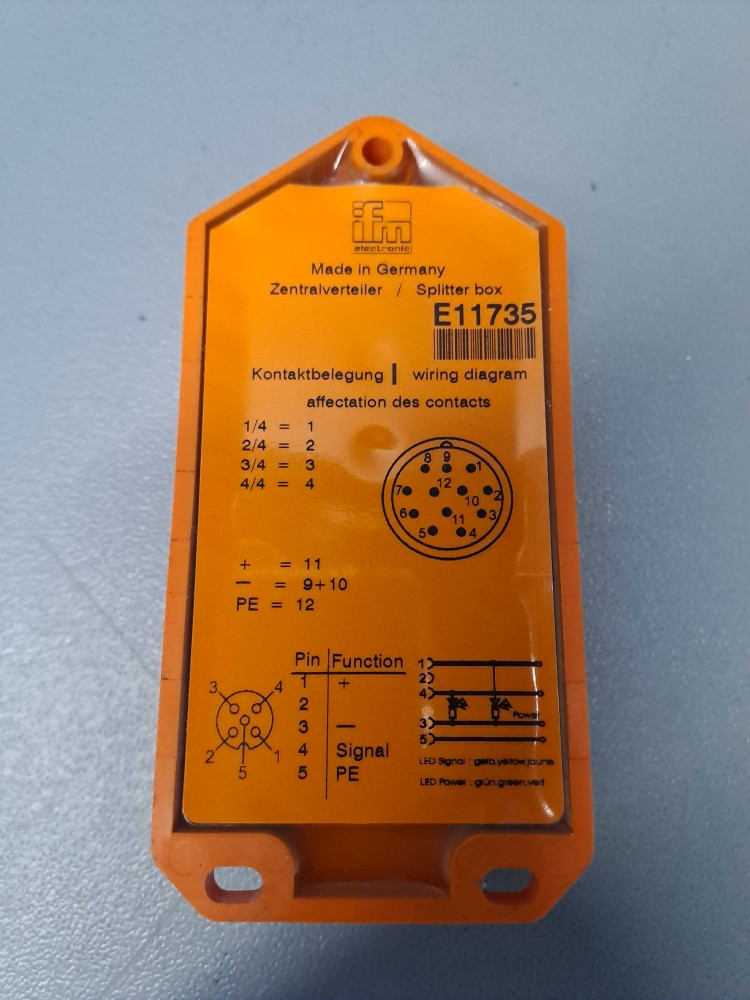 ifm
electronic
Made in Germany
Zentralverteiler / Splitter box
E11735
Kontaktbelegung | wiring diagram
affectation des contacts
1/4 = 1
2/4 = 2
3/4 = 3
4/4 = 4
8 9 1
7 12 10 2
6 11 3
5 4
+ = 11
— = 9+10
PE = 12
Pin Function
1 +
2
3 —
4 Signal
5 PE
3 4
2 1
5
1
2
4
Power
3
5
LED Signal : gelb,yellow,jaune
LED Power : grün,green,vert